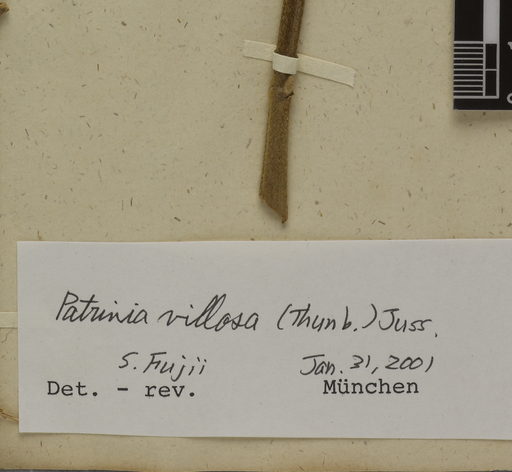 Patrinia villosa (Thunb.) Juss.
S. Fujii Jan. 31, 2001
Det. - rev. München